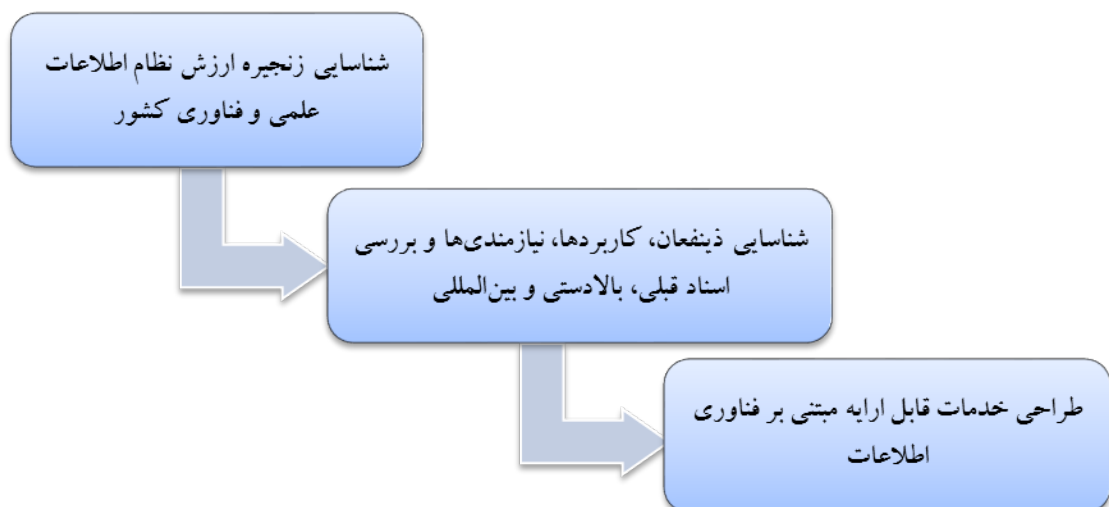 شناسایی زنجیره ارزش نظام اطلاعات
علمی و فناوری کشور
شناسایی ذینفعان، کاربردها، نیازمندی‌ها و بررسی
اسناد قبلی، بالادستی و بین‌المللی
طراحی خدمات قابل ارایه مبتنی بر فناوری
اطلاعات